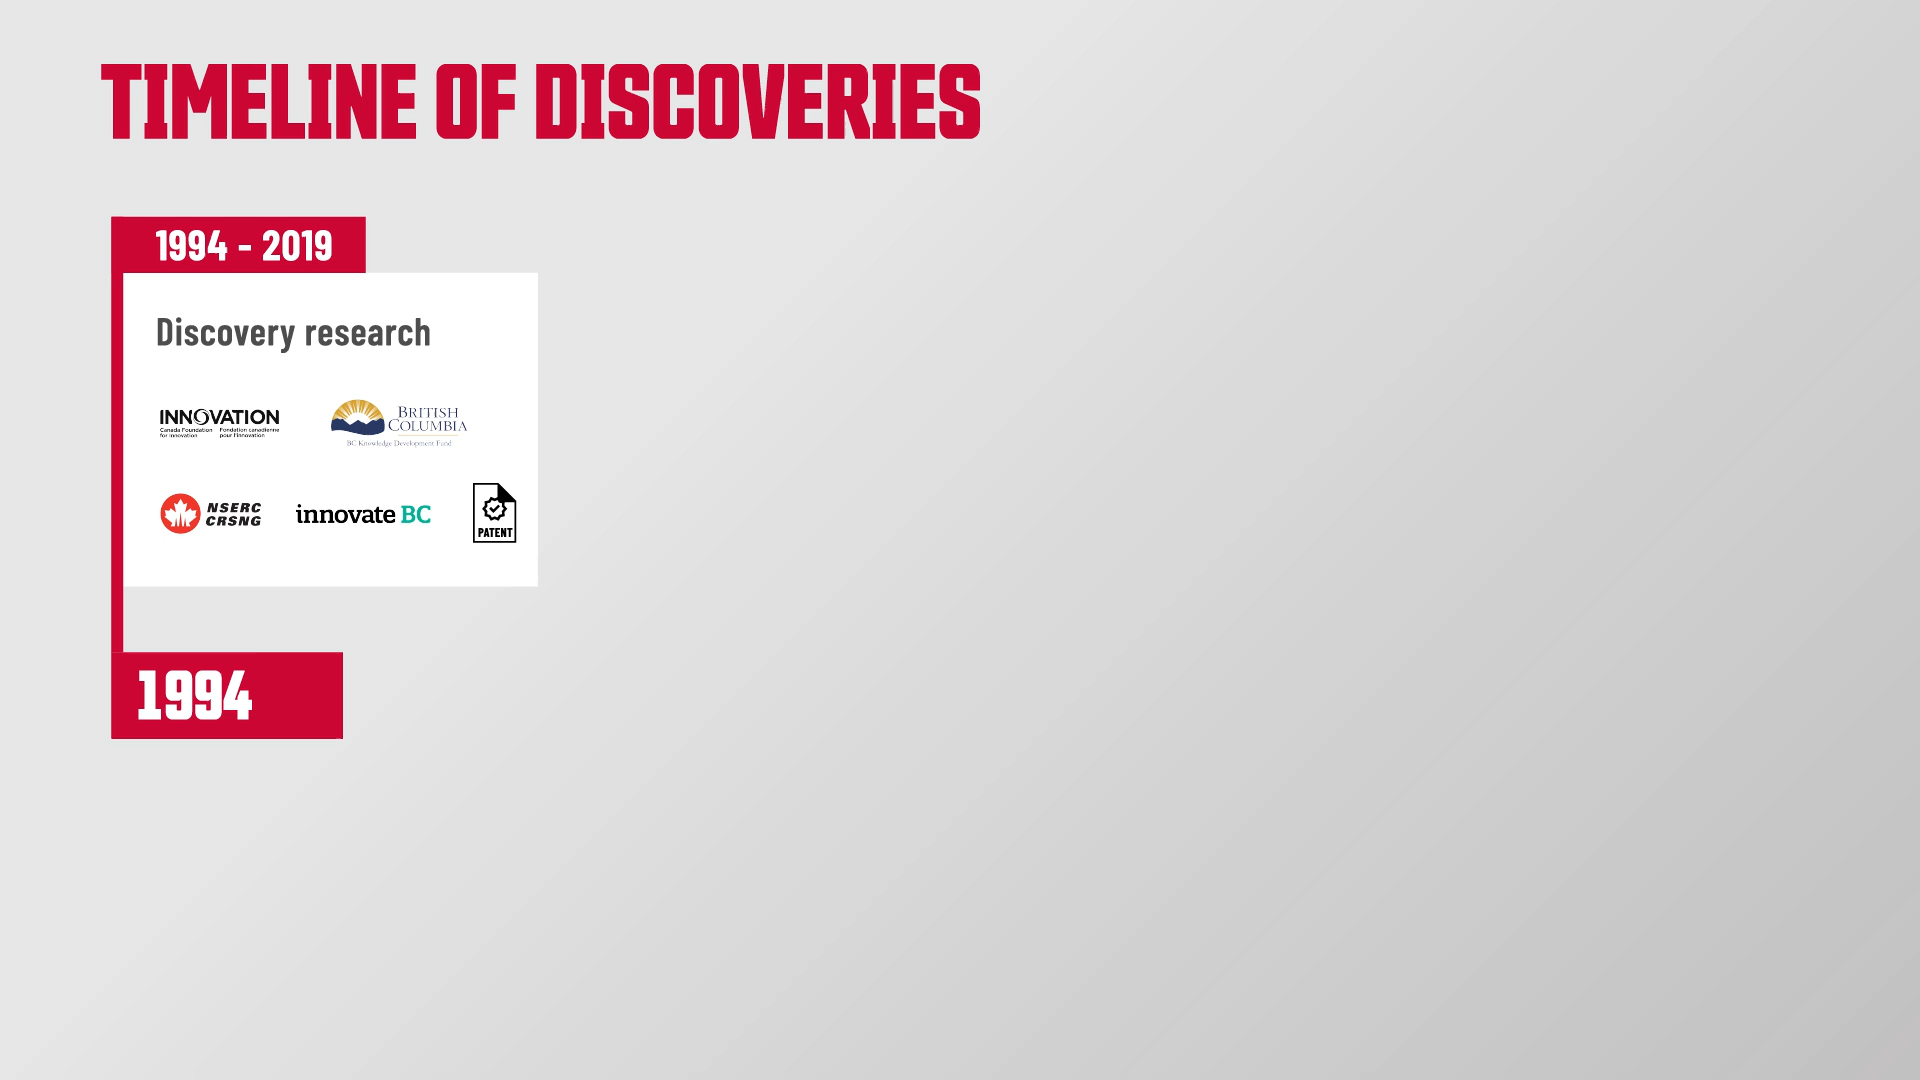 TIMELINE OF DISCOVERIES
1994 - 2019
Discovery research
INNOVATION
Canada Foundation for Innovation
Fondation canadienne pour l'innovation
BRITISH COLUMBIA
BC Knowledge Development Fund
NSERC
CRSNG
innovate BC
PATENT
1994